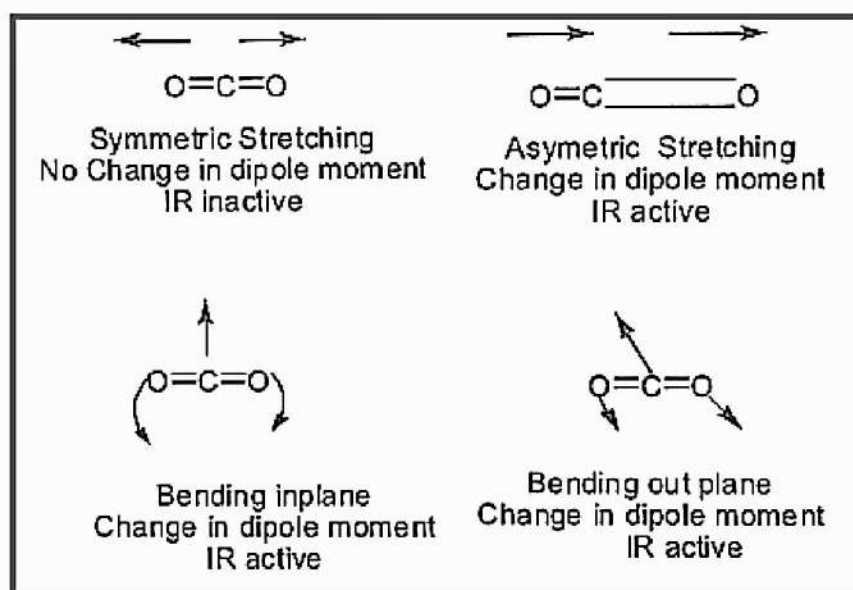 O=C=O
Symmetric Stretching
No Change in dipole moment
IR inactive
O=C=O
Asymetric Stretching
Change in dipole moment
IR active
O=C=O
Bending inplane
Change in dipole moment
IR active
O=C=O
Bending out plane
Change in dipole moment
IR active